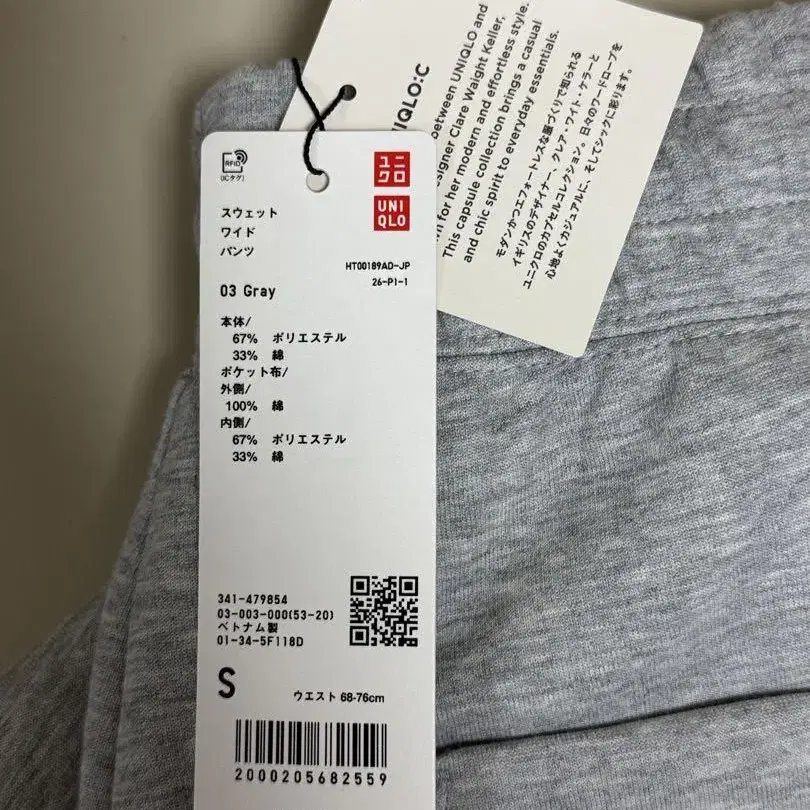 RFID
(ICタグ)
ユニ
クロ
UNI
QLO
スウェット
ワイド
パンツ
HT00189AD-JP
26-P1-1
03 Gray
本体/
67% ポリエステル
33% 綿
ポケット布/
外側/
100% 綿
内側/
67% ポリエステル
33% 綿
341-479854
03-003-000(53-20)
ベトナム製
01-34-5F118D
S
ウエスト 68-76cm
2000205682559
IQLO:C
between UNIQLO and
designer Clare Waight Keller,
for her modern and effortless style.
This capsule collection brings a casual
and chic spirit to everyday essentials.
モダンかつエフォートレスな服づくりで知られる
イギリスのデザイナー、クレア・ワイト・ケラーと
ユニクロのカプセルコレクション。日々のワードローブを
心地よくカジュアルに、そしてシックに彩ります。